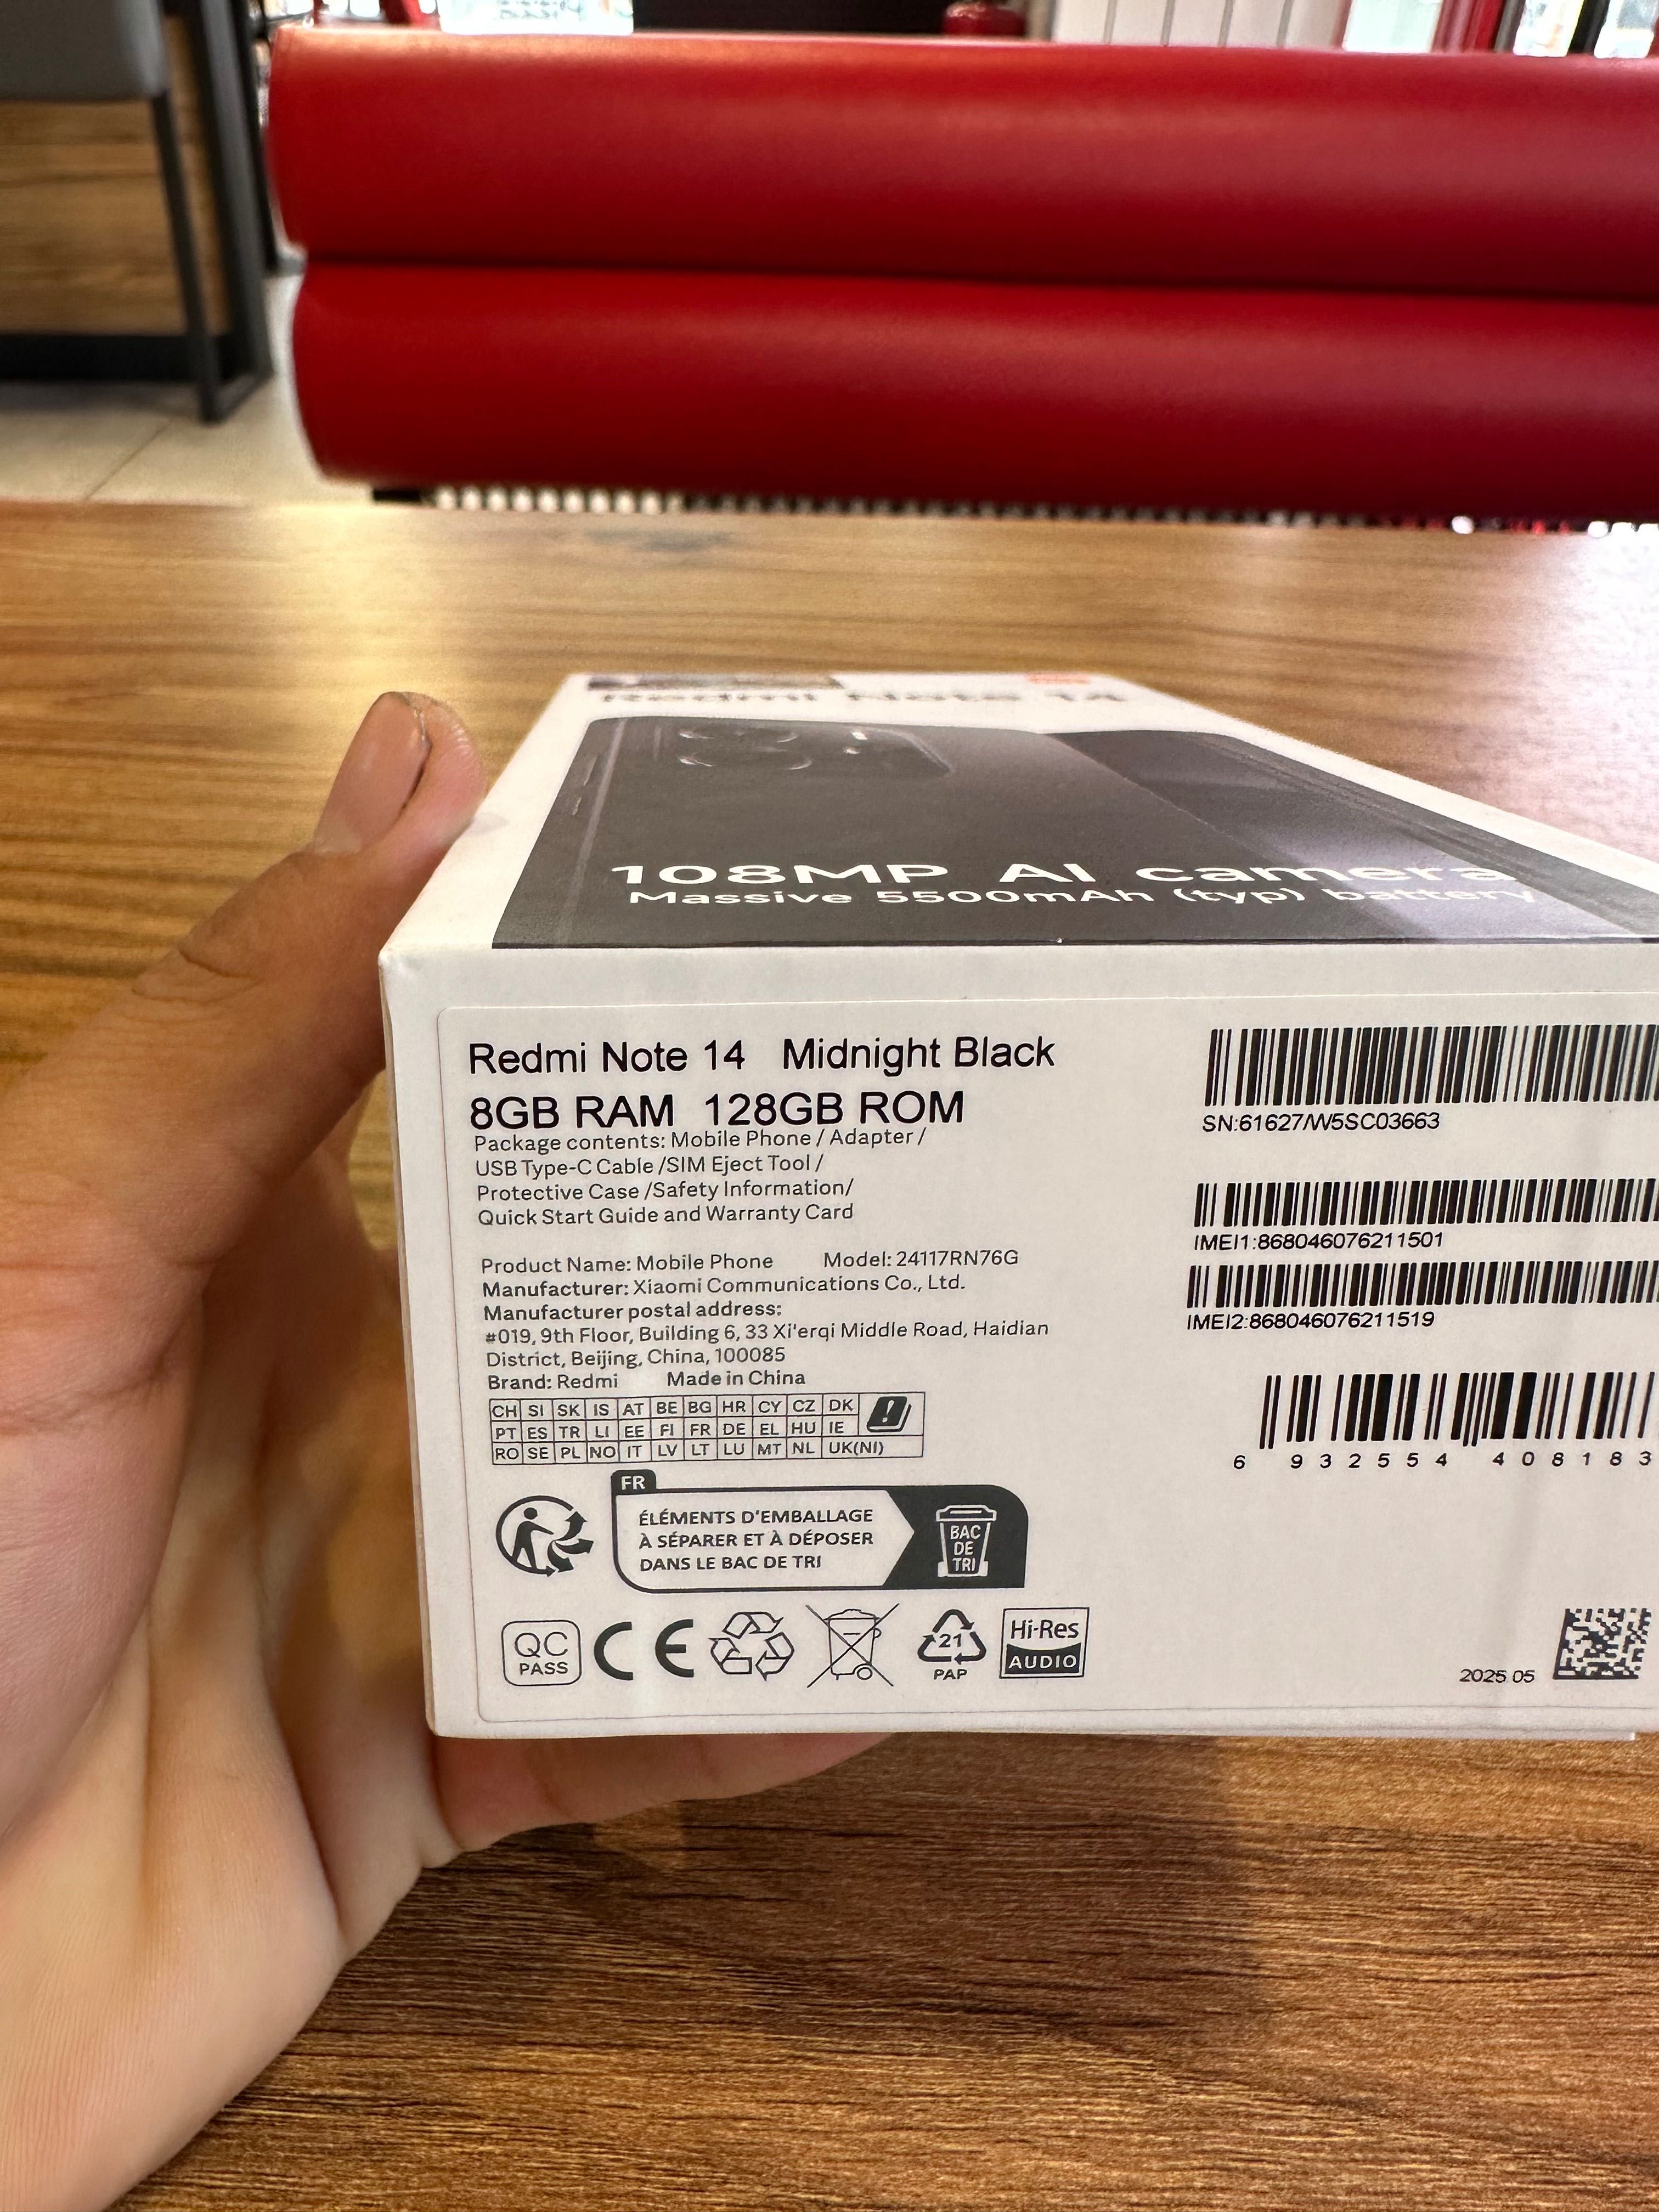 Redmi Note 14
108MP AI camera
Massive 5500mAh (typ) battery
Redmi Note 14 Midnight Black
8GB RAM 128GB ROM
Package contents: Mobile Phone / Adapter /
USB Type-C Cable /SIM Eject Tool /
Protective Case /Safety Information/
Quick Start Guide and Warranty Card
Product Name: Mobile Phone Model: 24117RN76G
Manufacturer: Xiaomi Communications Co., Ltd.
Manufacturer postal address:
#019, 9th Floor, Building 6, 33 Xi'erqi Middle Road, Haidian
District, Beijing, China, 100085
Brand: Redmi Made in China
CH SI SK IS AT BE BG HR CY CZ DK
PT ES TR LI EE FI FR DE EL HU IE
RO SE PL NO IT LV LT LU MT NL UK(NI)
FR
ÉLÉMENTS D'EMBALLAGE
À SÉPARER ET À DÉPOSER
DANS LE BAC DE TRI
BAC
DE
TRI
QC
PASS
CE
21
PAP
Hi-Res
AUDIO
SN:61627/W5SC03663
IMEI1:868046076211501
IMEI2:868046076211519
6 932554 408183
2025.05